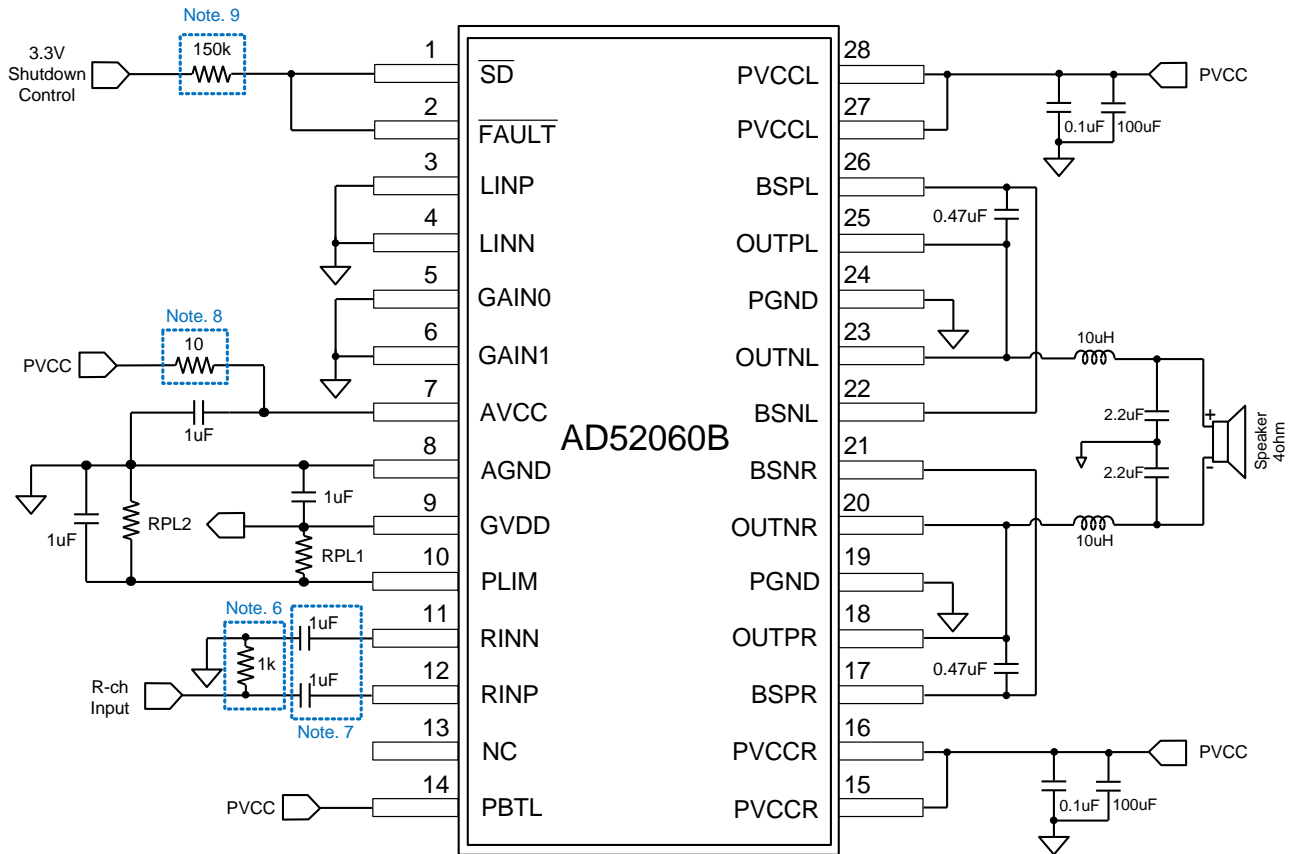 Note. 9
150k
3.3V
Shutdown
Control
1
SD
2
FAULT
3
LINP
4
LINN
5
GAIN0
6
GAIN1
Note. 8
10
PVCC
7
AVCC
1uF
8
AGND
1uF
9
GVDD
1uF
RPL2
RPL1
10
PLIM
Note. 6
1uF
11
RINN
1k
1uF
12
RINP
R-ch
Input
Note. 7
13
NC
14
PBTL
PVCC
AD52060B
28
PVCCL
PVCC
27
PVCCL
0.1uF
100uF
26
BSPL
0.47uF
25
OUTPL
24
PGND
23
OUTNL
10uH
22
BSNL
2.2uF
+
21
BSNR
2.2uF
-
Speaker
4ohm
20
OUTNR
10uH
19
PGND
18
OUTPR
0.47uF
17
BSPR
16
PVCCR
PVCC
15
PVCCR
0.1uF
100uF